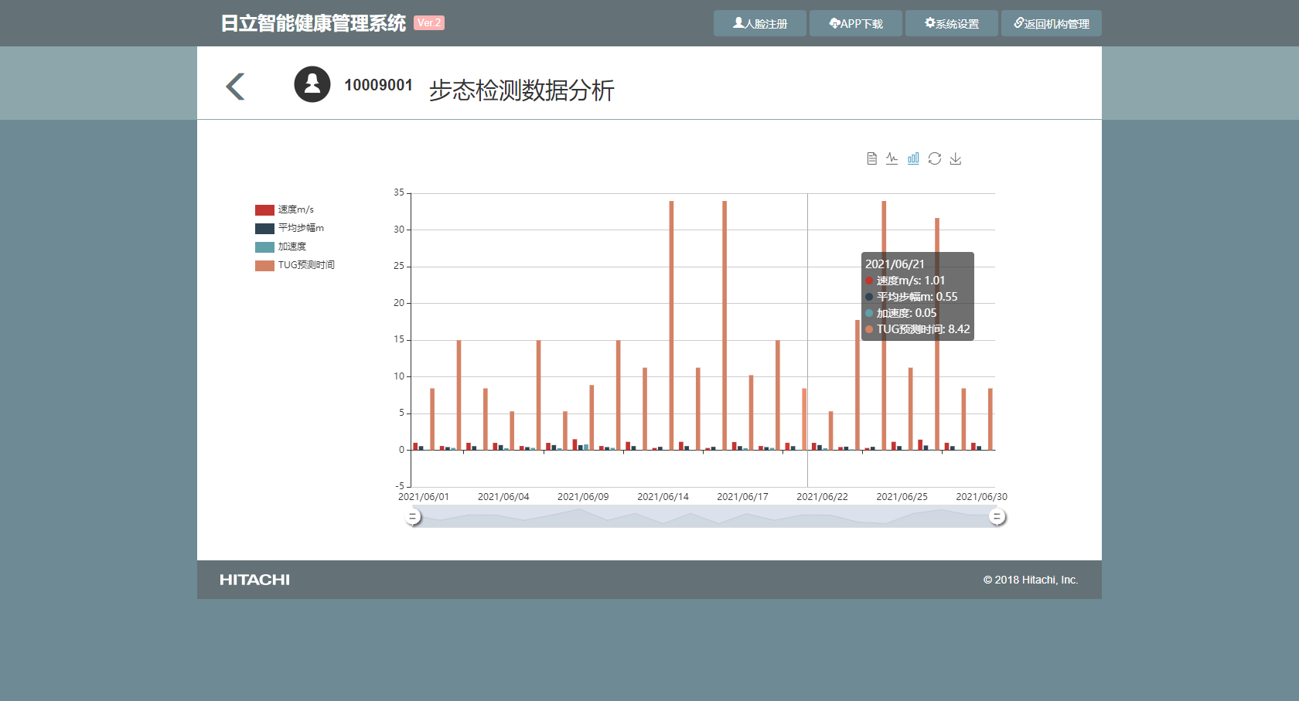 日立智能健康管理系统 Ver.2
人脸注册 APP下载 系统设置 返回机构管理
10009001 步态检测数据分析
速度m/s
平均步幅m
加速度
TUG预测时间
35
30
25
20
15
10
5
0
-5
2021/06/21
速度m/s: 1.01
平均步幅m: 0.55
加速度: 0.05
TUG预测时间: 8.42
2021/06/01 2021/06/04 2021/06/09 2021/06/14 2021/06/17 2021/06/22 2021/06/25 2021/06/30
HITACHI
© 2018 Hitachi, Inc.